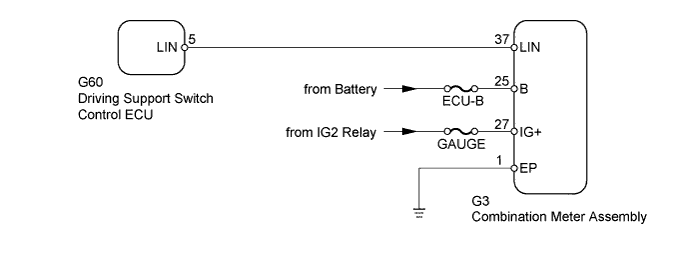 LIN 5
37 LIN
G60
Driving Support Switch
Control ECU
from Battery
ECU-B
25 B
from IG2 Relay
GAUGE
27 IG+
1 EP
G3
Combination Meter Assembly